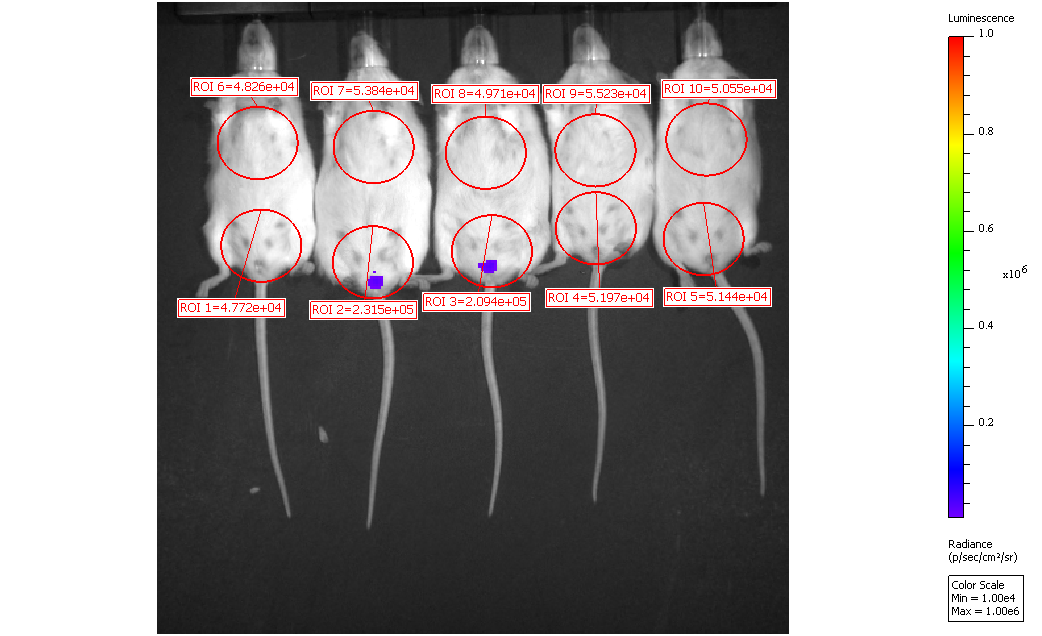 Luminescence
1.0
ROI 6=4.826e+04
ROI 7=5.384e+04
ROI 8=4.971e+04
ROI 9=5.523e+04
ROI 10=5.055e+04
0.8
0.6
x10⁶
ROI 1=4.772e+04
ROI 2=2.315e+05
ROI 3=2.094e+05
ROI 4=5.197e+04
ROI 5=5.144e+04
0.4
0.2
Radiance
(p/sec/cm²/sr)
Color Scale
Min = 1.00e4
Max = 1.00e6